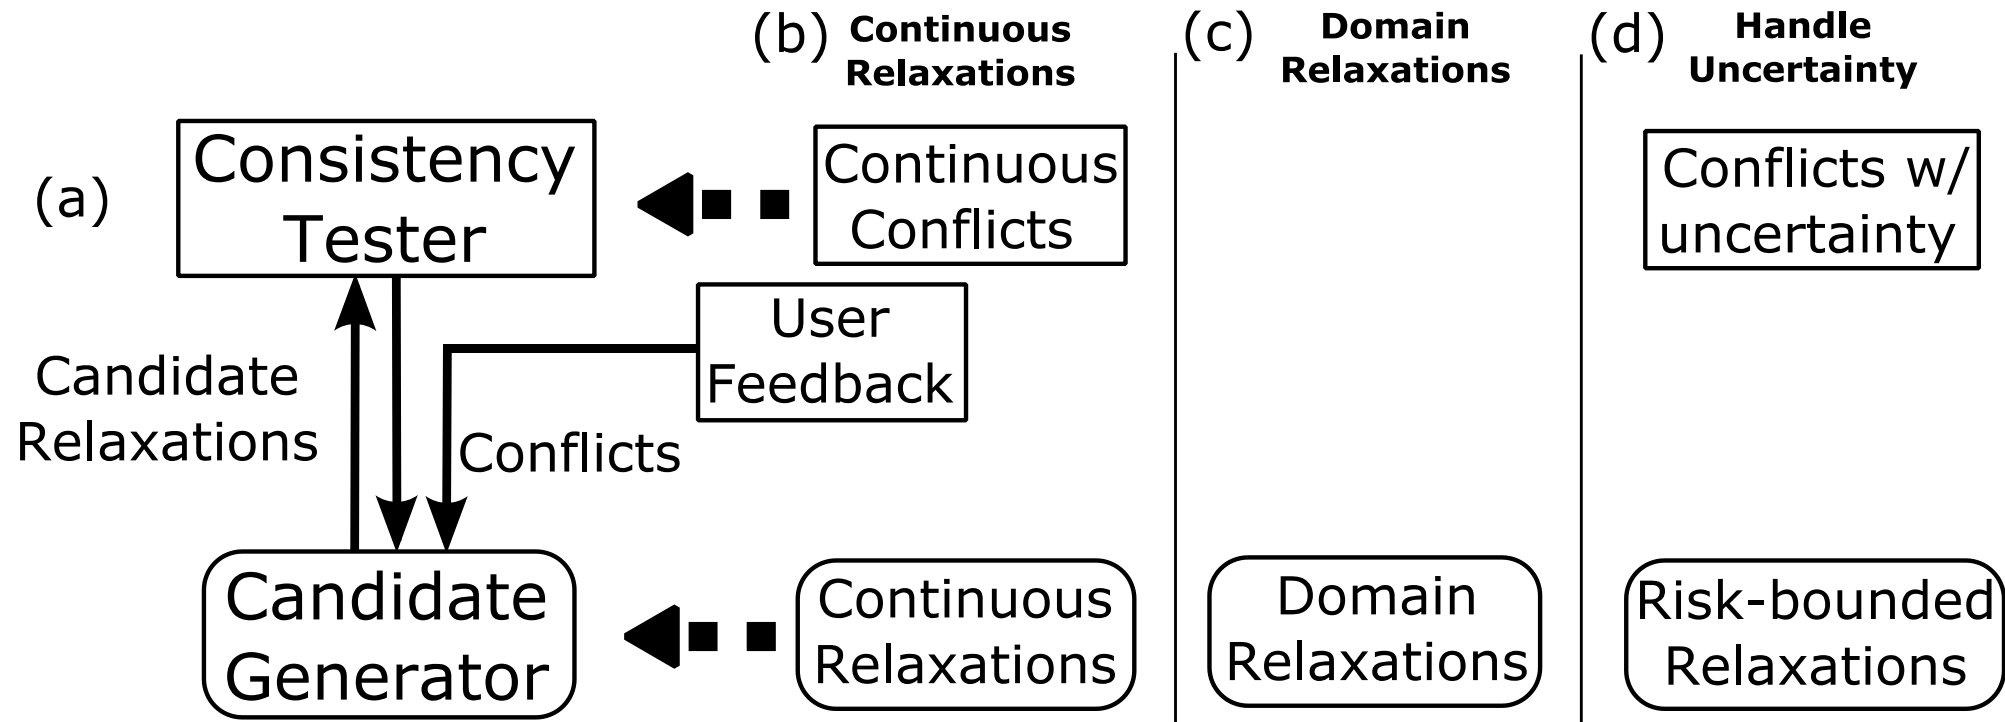 (b) Continuous
Relaxations
(c) Domain
Relaxations
(d) Handle
Uncertainty
(a)
Consistency
Tester
Continuous
Conflicts
Conflicts w/
uncertainty
User
Feedback
Candidate
Relaxations
Conflicts
Candidate
Generator
Continuous
Relaxations
Domain
Relaxations
Risk-bounded
Relaxations